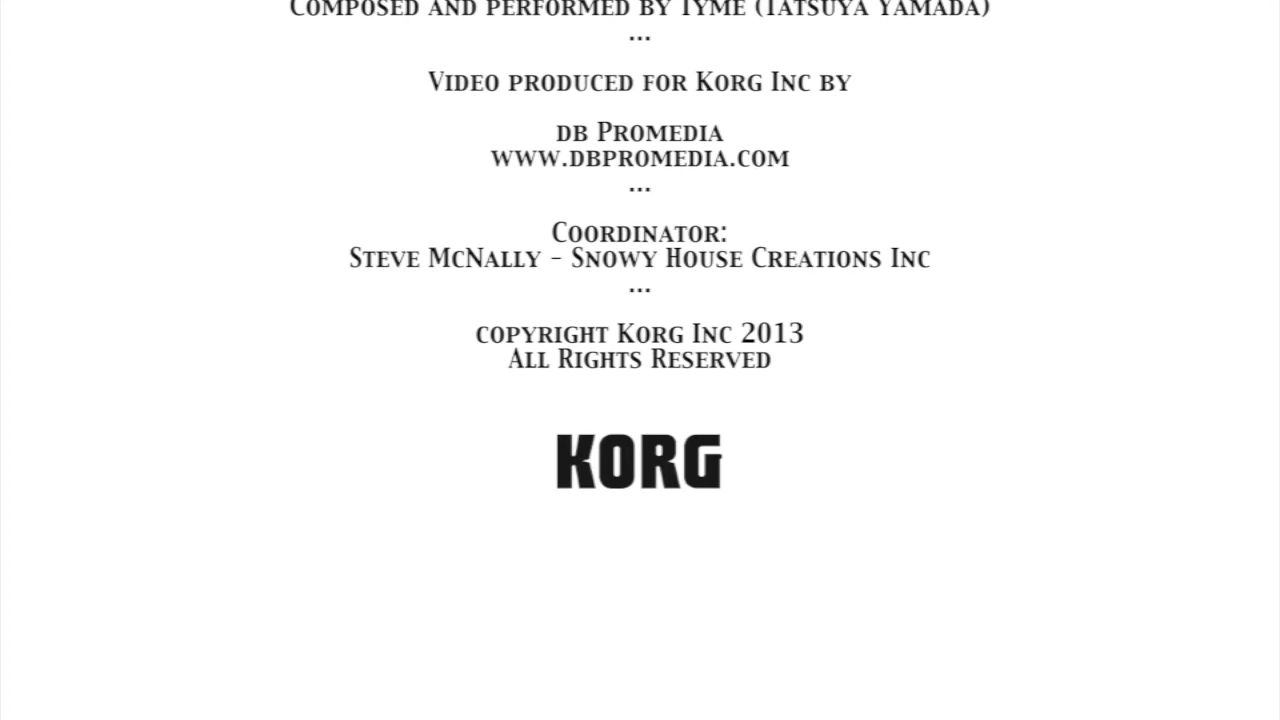 Composed and performed by Tyme (Tatsuya Yamada)
...
Video produced for Korg Inc by
db Promedia
www.dbpromedia.com
...
Coordinator:
Steve McNally - Snowy House Creations Inc
...
copyright Korg Inc 2013
All Rights Reserved
KORG